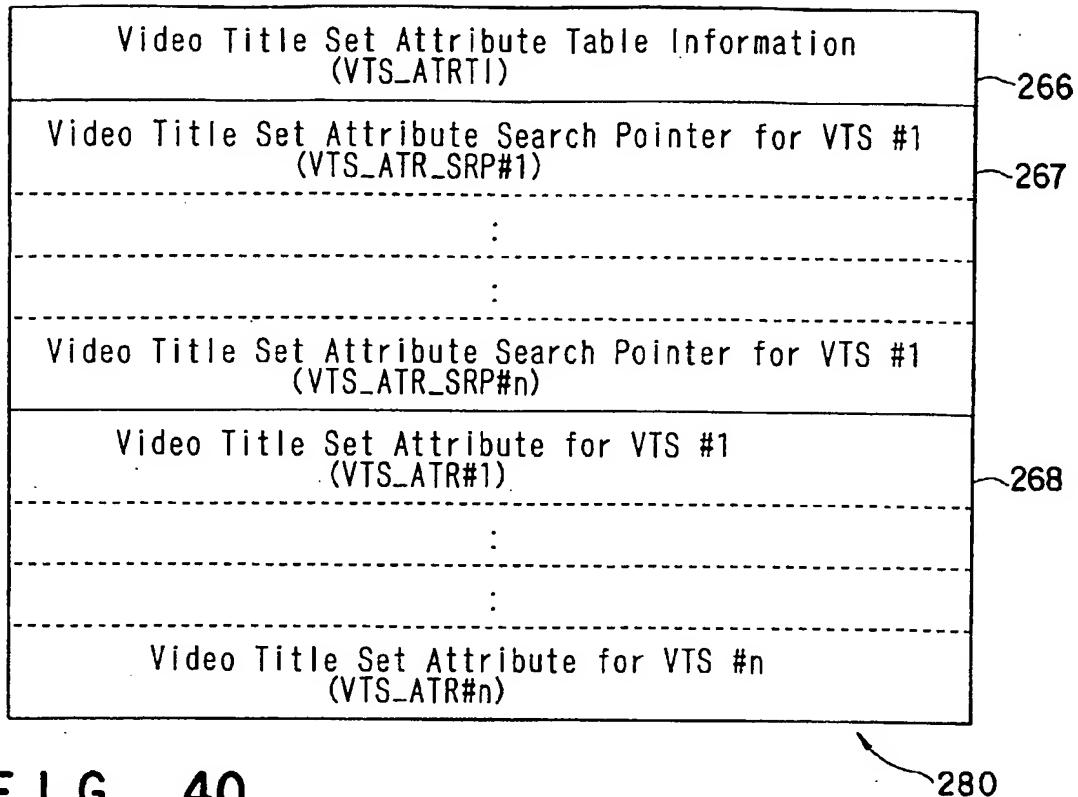 Video Title Set Attribute Table Information
(VTS_ATRTI)
266
Video Title Set Attribute Search Pointer for VTS #1
(VTS_ATR_SRP#1)
267
:
:
Video Title Set Attribute Search Pointer for VTS #1
(VTS_ATR_SRP#n)
Video Title Set Attribute for VTS #1
(VTS_ATR#1)
268
:
:
Video Title Set Attribute for VTS #n
(VTS_ATR#n)
280
FIG. 40